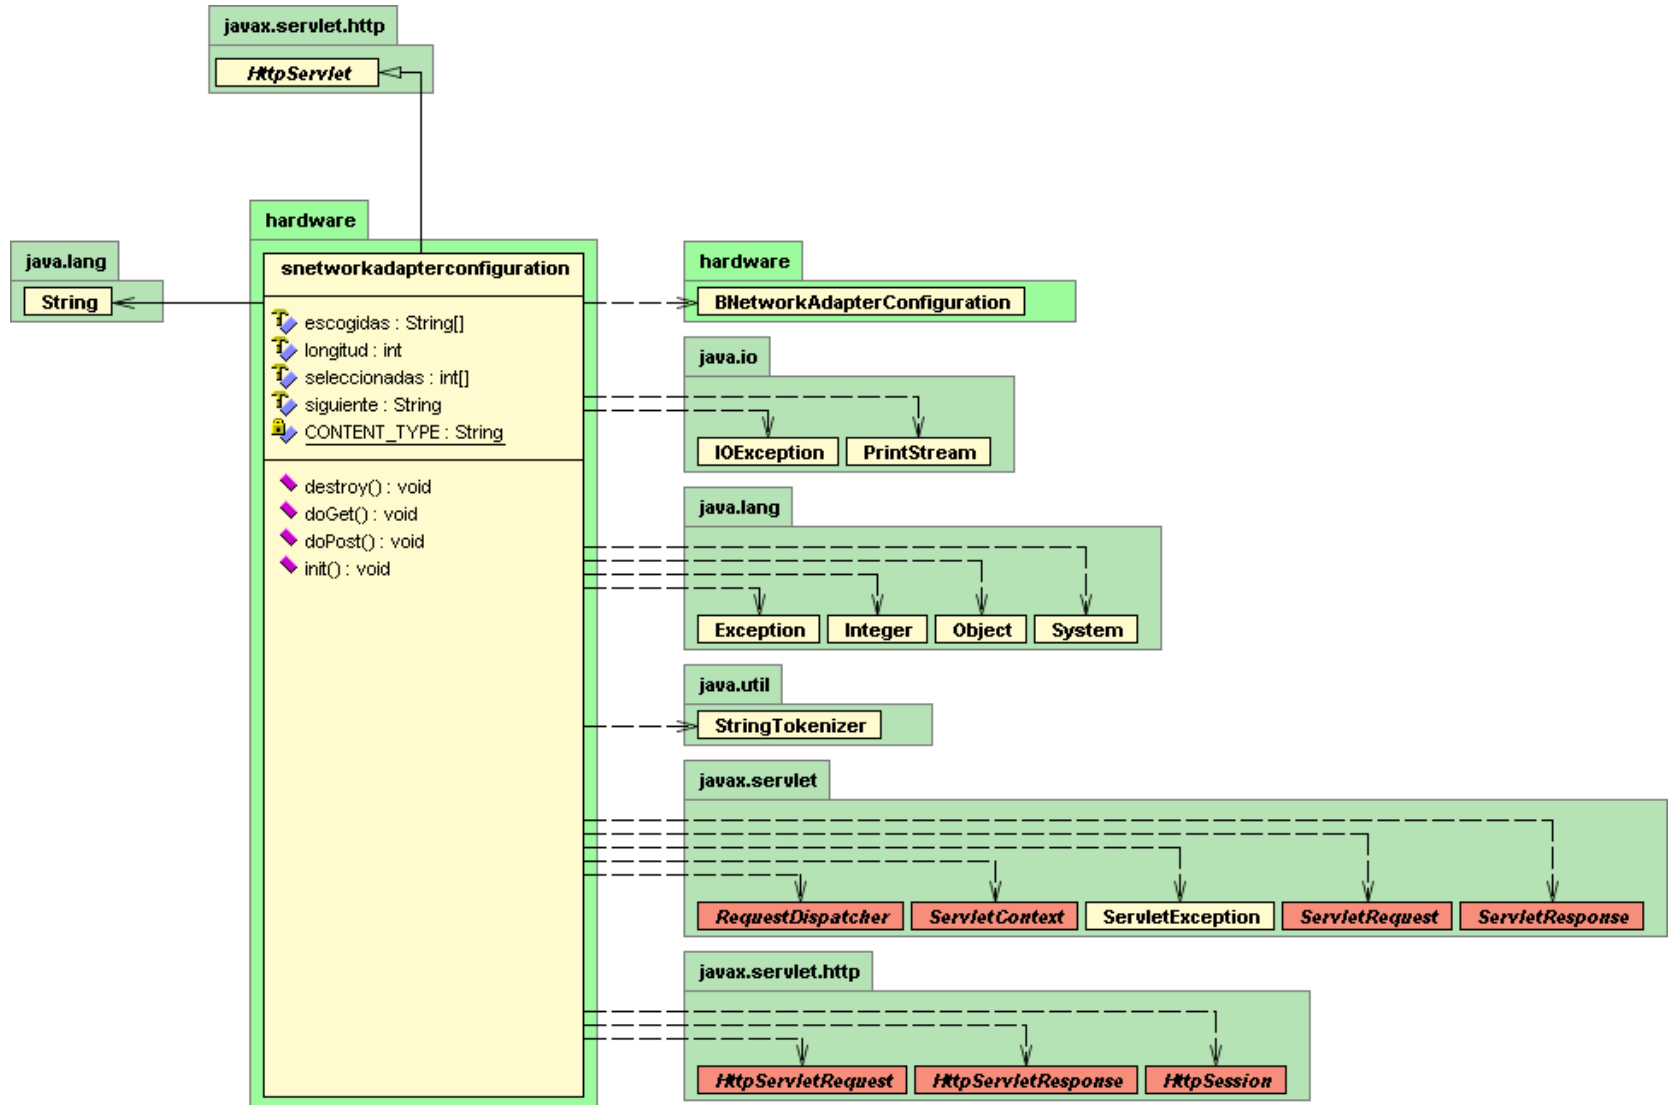 javax.servlet.http
HttpServlet
hardware
java.lang
String
snetworkadapterconfiguration
escogidas : String[]
longitud : int
seleccionadas : int[]
siguiente : String
CONTENT_TYPE : String
destroy() : void
doGet() : void
doPost() : void
init() : void
hardware
BNetworkAdapterConfiguration
java.io
IOException PrintStream
java.lang
Exception Integer Object System
java.util
StringTokenizer
javax.servlet
RequestDispatcher ServletContext ServletException ServletRequest ServletResponse
javax.servlet.http
HttpServletRequest HttpServletResponse HttpSession